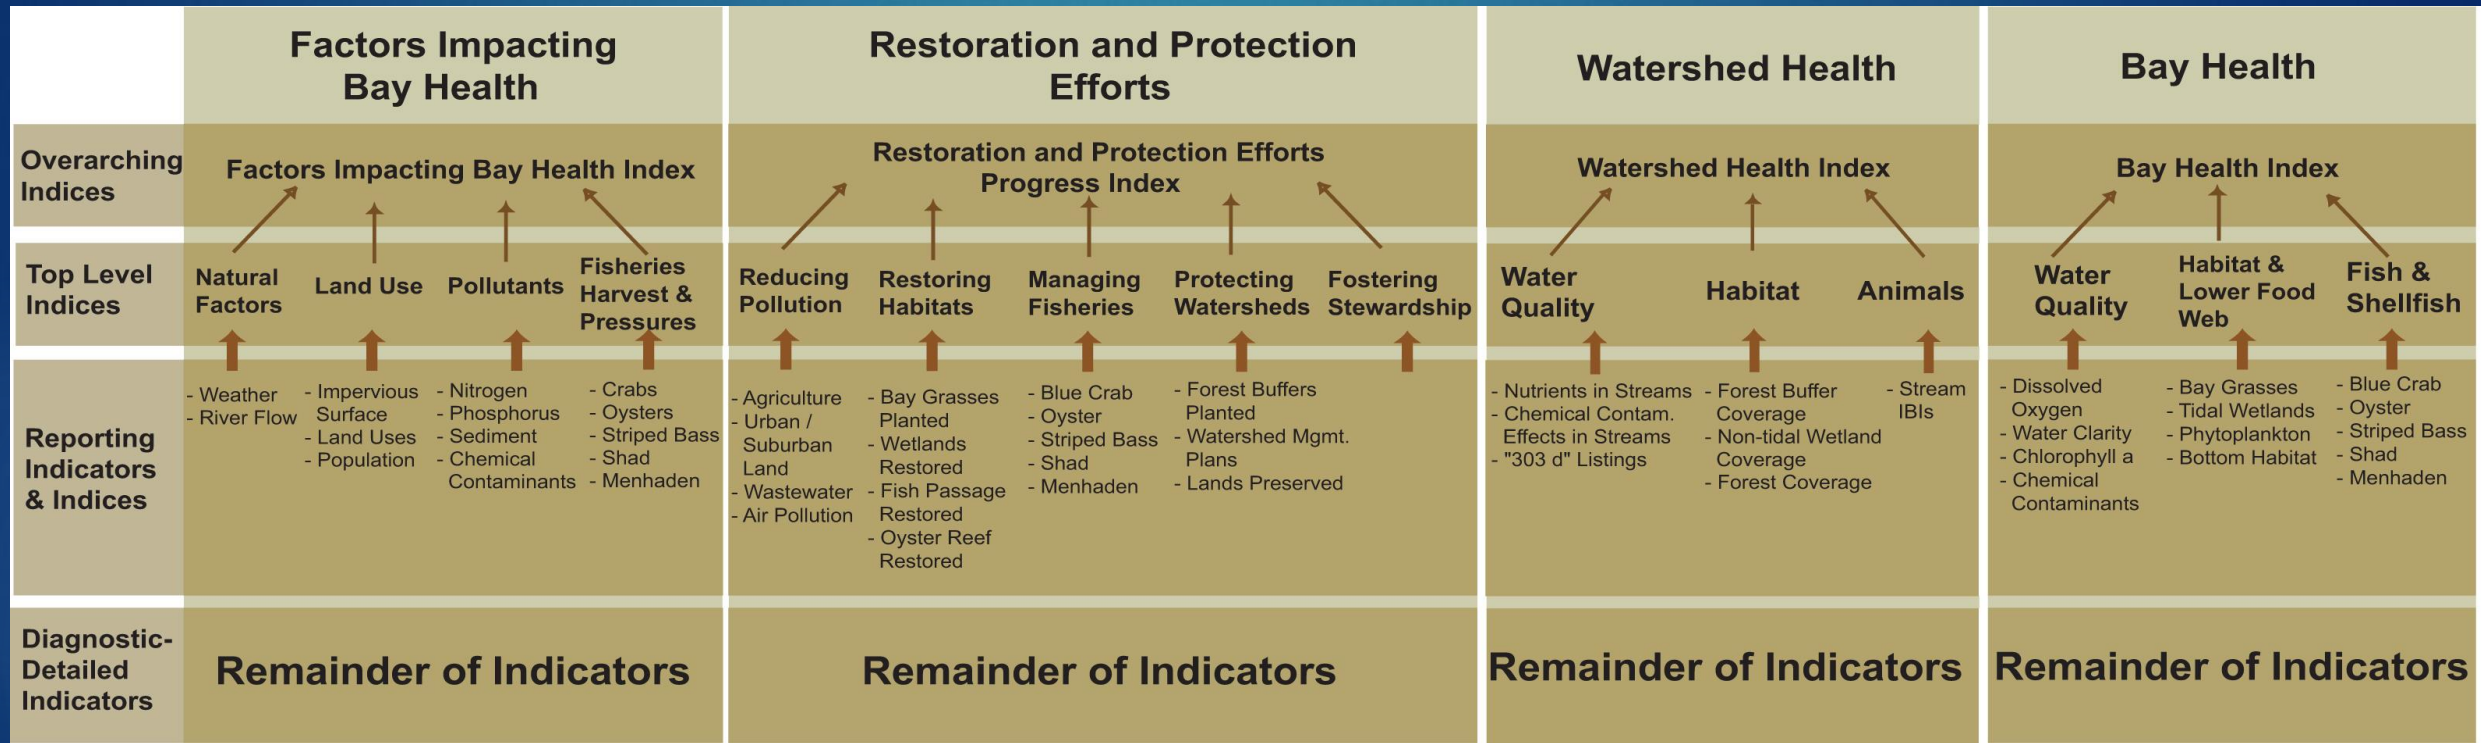 Factors Impacting
Bay Health
Restoration and Protection
Efforts
Watershed Health
Bay Health
Overarching
Indices
Factors Impacting Bay Health Index
Restoration and Protection Efforts
Progress Index
Watershed Health Index
Bay Health Index
Top Level
Indices
Natural
Factors
Land Use
Pollutants
Fisheries
Harvest &
Pressures
Reducing
Pollution
Restoring
Habitats
Managing
Fisheries
Protecting
Watersheds
Fostering
Stewardship
Water
Quality
Habitat
Animals
Water
Quality
Habitat &
Lower Food
Web
Fish &
Shellfish
Reporting
Indicators
& Indices
- Weather
- River Flow
- Impervious
Surface
- Land Uses
- Population
- Nitrogen
- Phosphorus
- Sediment
- Chemical
Contaminants
- Crabs
- Oysters
- Striped Bass
- Shad
- Menhaden
- Agriculture
- Urban /
Suburban
Land
- Wastewater
- Air Pollution
- Bay Grasses
Planted
- Wetlands
Restored
- Fish Passage
Restored
- Oyster Reef
Restored
- Blue Crab
- Oyster
- Striped Bass
- Shad
- Menhaden
- Forest Buffers
Planted
- Watershed Mgmt.
Plans
- Lands Preserved
- Nutrients in Streams
- Chemical Contam.
Effects in Streams
- "303 d" Listings
- Forest Buffer
Coverage
- Non-tidal Wetland
Coverage
- Forest Coverage
- Stream
IBIs
- Dissolved
Oxygen
- Water Clarity
- Chlorophyll a
- Chemical
Contaminants
- Bay Grasses
- Tidal Wetlands
- Phytoplankton
- Bottom Habitat
- Blue Crab
- Oyster
- Striped Bass
- Shad
- Menhaden
Diagnostic-
Detailed
Indicators
Remainder of Indicators
Remainder of Indicators
Remainder of Indicators
Remainder of Indicators